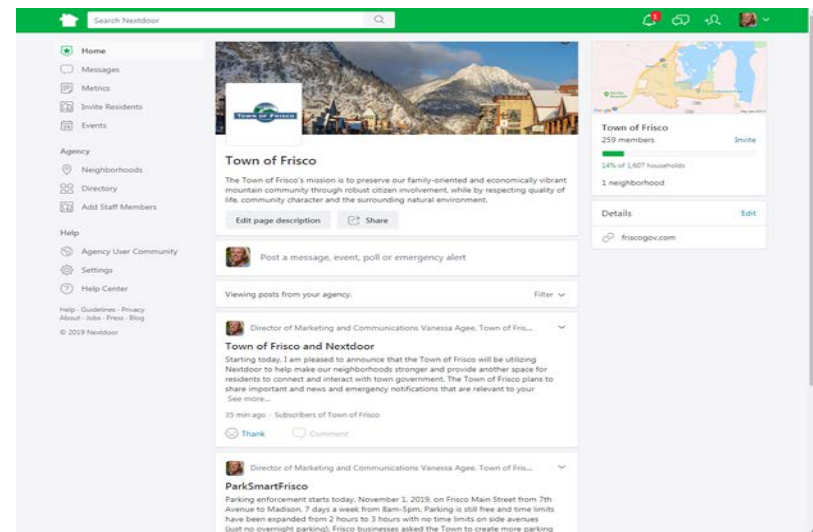 Search Nextdoor
1
Home
Messages
Metrics
Invite Residents
Events
Agency
Neighborhoods
Directory
Add Staff Members
Help
Agency User Community
Settings
Help Center
Help · Guidelines · Privacy
About · Jobs · Press · Blog
© 2019 Nextdoor
TOWN OF FRISCO
Town of Frisco
The Town of Frisco's mission is to preserve our family-oriented and economically vibrant
mountain community through robust citizen involvement, while by respecting quality of
life, community character and the surrounding natural environment.
Edit page description
Share
Post a message, event, poll or emergency alert
Viewing posts from your agency.
Filter
Director of Marketing and Communications Vanessa Agee, Town of Fris...
Town of Frisco and Nextdoor
Starting today, I am pleased to announce that the Town of Frisco will be utilizing
Nextdoor to help make our neighborhoods stronger and provide another space for
residents to connect and interact with town government. The Town of Frisco plans to
share important and news and emergency notifications that are relevant to your
See more...
35 min ago · Subscribers of Town of Frisco
Thank
Comment
Director of Marketing and Communications Vanessa Agee, Town of Fris...
ParkSmartFrisco
Parking enforcement starts today, November 1, 2019, on Frisco Main Street from 7th
Avenue to Madison, 7 days a week from 8am-5pm. Parking is still free and time limits
have been expanded from 2 hours to 3 hours with no time limits on side avenues
(just no overnight parking). Frisco businesses asked the Town to create more parking
Town of Frisco
259 members
Invite
14% of 1,607 households
1 neighborhood
Details
Edit
friscogov.com